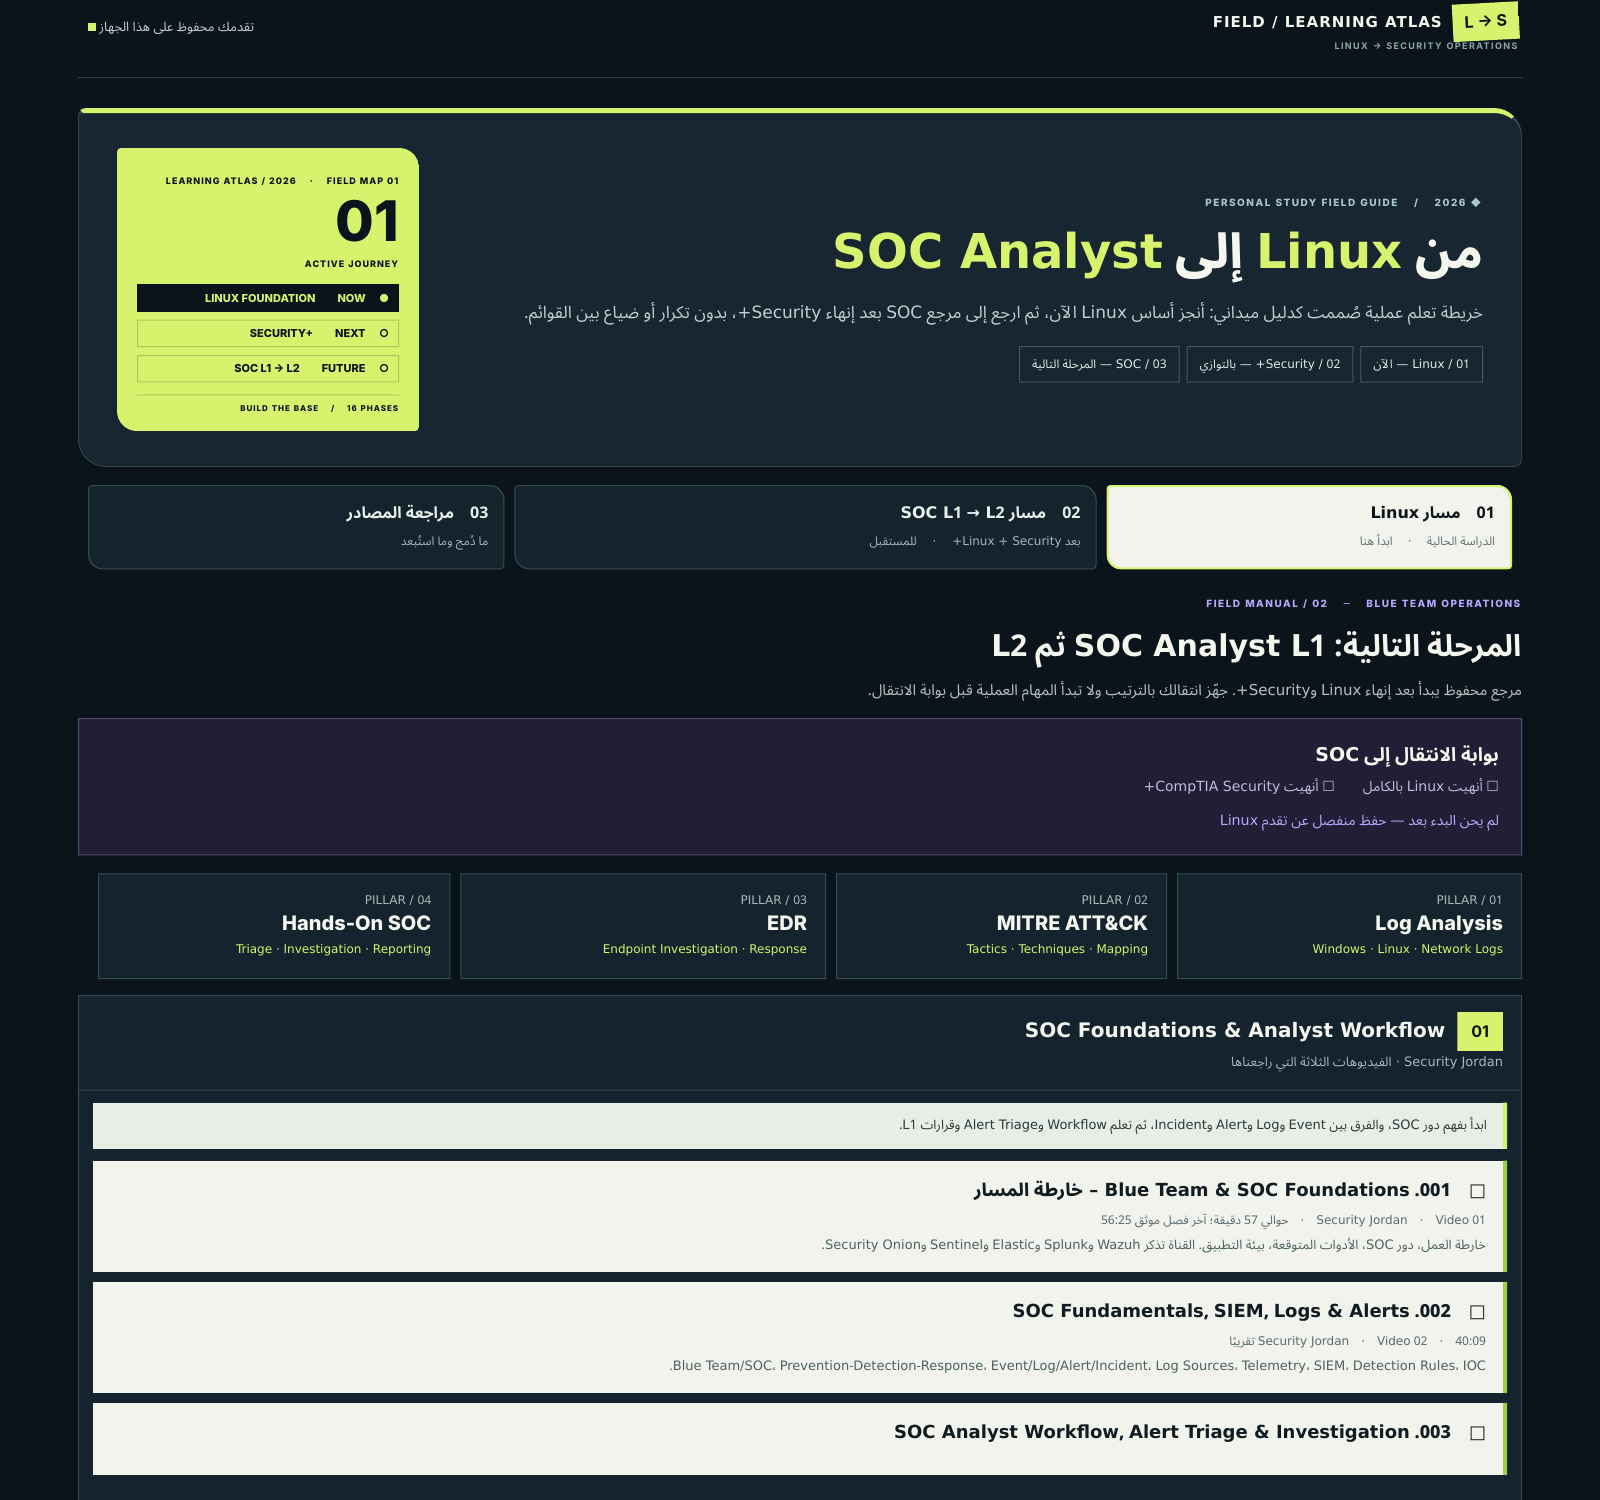 L → S
FIELD / LEARNING ATLAS
LINUX → SECURITY OPERATIONS
تقدمك محفوظ على هذا الجهاز
◆ PERSONAL STUDY FIELD GUIDE / 2026
من Linux إلى SOC Analyst
خريطة تعلم عملية صُممت كدليل ميداني: أنجز أساس Linux الآن، ثم ارجع إلى مرجع SOC بعد إنهاء Security+، بدون تكرار أو ضياع بين القوائم.
01 / Linux — الآن
02 / Security+ — بالتوازي
03 / SOC — المرحلة التالية
LEARNING ATLAS / 2026 · FIELD MAP 01
01
ACTIVE JOURNEY
LINUX FOUNDATION NOW
SECURITY+ NEXT
SOC L1 → L2 FUTURE
BUILD THE BASE / 16 PHASES
01 مسار Linux
الدراسة الحالية · ابدأ هنا
02 مسار SOC L1 → L2
بعد Linux + Security+ · للمستقبل
03 مراجعة المصادر
ما دُمج وما استُبعد
FIELD MANUAL / 02 — BLUE TEAM OPERATIONS
المرحلة التالية: SOC Analyst L1 ثم L2
مرجع محفوظ يبدأ بعد إنهاء Linux وSecurity+. جهّز انتقالك بالترتيب ولا تبدأ المهام العملية قبل بوابة الانتقال.
بوابة الانتقال إلى SOC
☐ أنهيت Linux بالكامل ☐ أنهيت CompTIA Security+
لم يحن البدء بعد — حفظ منفصل عن تقدم Linux
PILLAR / 01
Log Analysis
Windows · Linux · Network Logs
PILLAR / 02
MITRE ATT&CK
Tactics · Techniques · Mapping
PILLAR / 03
EDR
Endpoint Investigation · Response
PILLAR / 04
Hands-On SOC
Triage · Investigation · Reporting
01 SOC Foundations & Analyst Workflow
Security Jordan · الفيديوهات الثلاثة التي راجعناها
ابدأ بفهم دور SOC، والفرق بين Event وLog وAlert وIncident، ثم تعلم Workflow وAlert Triage وقرارات L1.
☐ 001. Blue Team & SOC Foundations – خارطة المسار
Video 01 · Security Jordan · حوالي 57 دقيقة؛ آخر فصل موثق 56:25
خارطة العمل، دور SOC، الأدوات المتوقعة، بيئة التطبيق. القناة تذكر Wazuh وSplunk وElastic وSentinel وSecurity Onion.
☐ 002. SOC Fundamentals, SIEM, Logs & Alerts
Security Jordan · Video 02 · 40:09 تقريبًا
Blue Team/SOC، Prevention-Detection-Response، Event/Log/Alert/Incident، Log Sources، Telemetry، SIEM، Detection Rules، IOC.
☐ 003. SOC Analyst Workflow, Alert Triage & Investigation